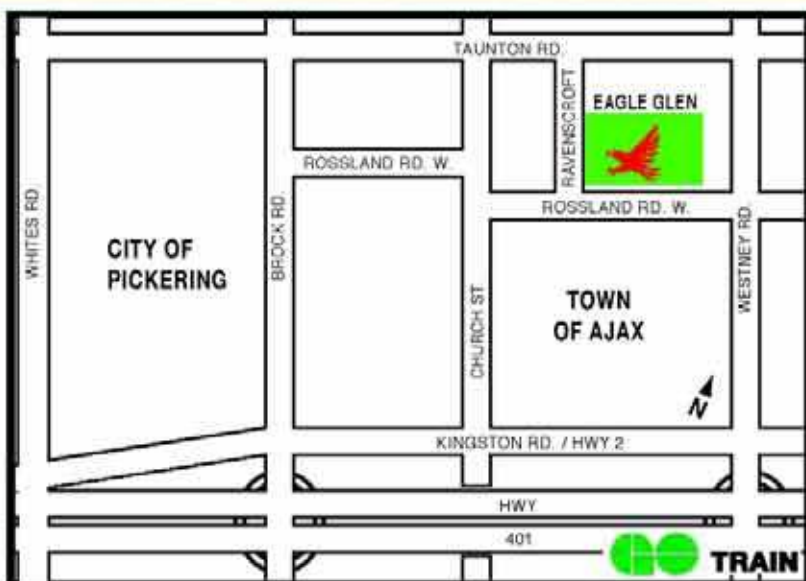 TAUNTON RD.
RAVENSCROFT
EAGLE GLEN
ROSSLAND RD. W.
ROSSLAND RD. W.
WHITES RD
BROCK RD.
WESTNEY RD.
CITY OF
PICKERING
CHURCH ST
TOWN
OF AJAX
N
KINGSTON RD. / HWY 2
HWY
401
GO TRAIN